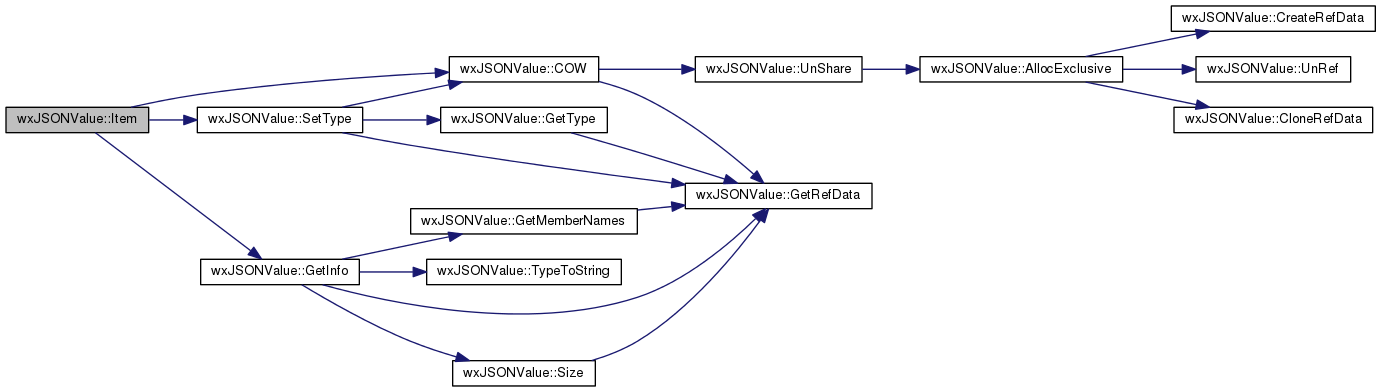 wxJSONValue::CreateRefData
wxJSONValue::COW
wxJSONValue::UnShare
wxJSONValue::AllocExclusive
wxJSONValue::UnRef
wxJSONValue::Item
wxJSONValue::SetType
wxJSONValue::GetType
wxJSONValue::CloneRefData
wxJSONValue::GetRefData
wxJSONValue::GetMemberNames
wxJSONValue::GetInfo
wxJSONValue::TypeToString
wxJSONValue::Size